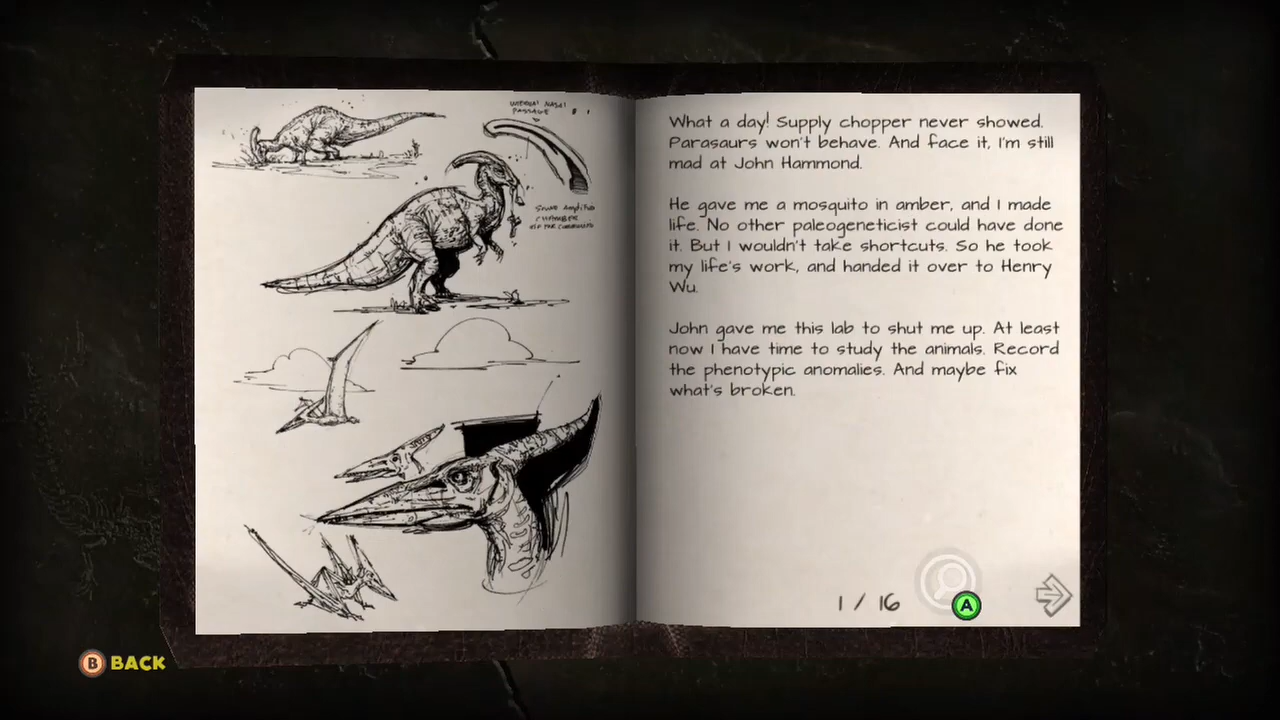 INTERNAL NASAL
PASSAGE
CHAMBER
What a day! Supply chopper never showed.
Parasaurs won't behave. And face it, I'm still
mad at John Hammond.
He gave me a mosquito in amber, and I made
life. No other paleogeneticist could have done
it. But I wouldn't take shortcuts. So he took
my life's work, and handed it over to Henry
Wu.
John gave me this lab to shut me up. At least
now I have time to study the animals. Record
the phenotypic anomalies. And maybe fix
what's broken.
1 / 16
A
B BACK